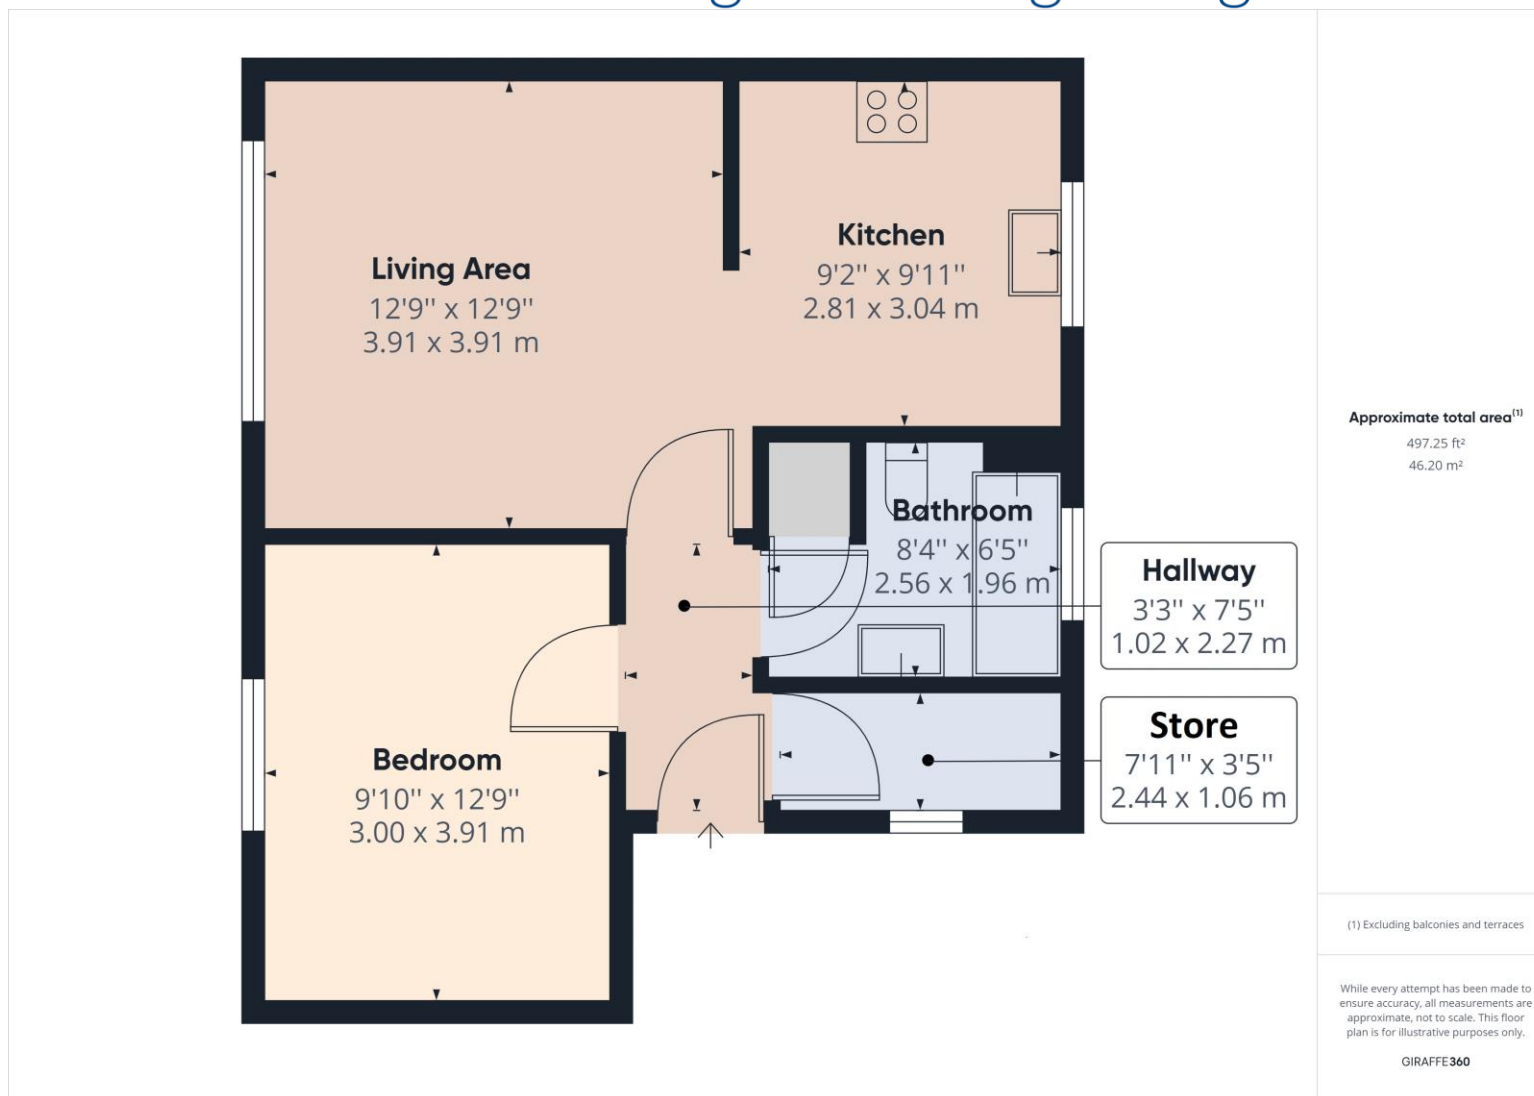 Living Area
12'9'' x 12'9''
3.91 x 3.91 m
Kitchen
9'2'' x 9'11''
2.81 x 3.04 m
Bathroom
8'4'' x 6'5''
2.56 x 1.96 m
Hallway
3'3'' x 7'5''
1.02 x 2.27 m
Store
7'11'' x 3'5''
2.44 x 1.06 m
Bedroom
9'10'' x 12'9''
3.00 x 3.91 m
Approximate total area(1)
497.25 ft²
46.20 m²
(1) Excluding balconies and terraces
While every attempt has been made to
ensure accuracy, all measurements are
approximate, not to scale. This floor
plan is for illustrative purposes only.
GIRAFFE360